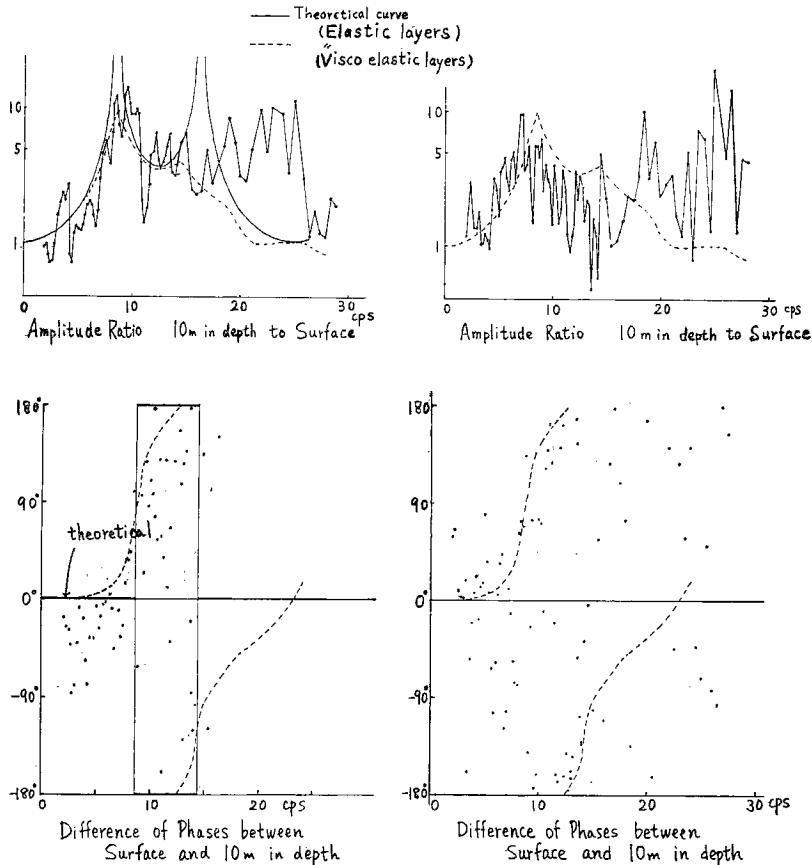 Theoretical curve
(Elastic layers)
"
(Visco elastic layers)
10
5
1
0
10
20
30
cps
Amplitude Ratio 10m in depth to Surface
10
5
1
0
10
20
30
cps
Amplitude Ratio 10m in depth to Surface
180°
90°
theoretical
0°
-90°
-180°
0
10
20
cps
Difference of Phases between
Surface and 10m in depth
180°
90°
0°
-90°
-180°
0
10
20
30
cps
Difference of Phases between
Surface and 10m in depth